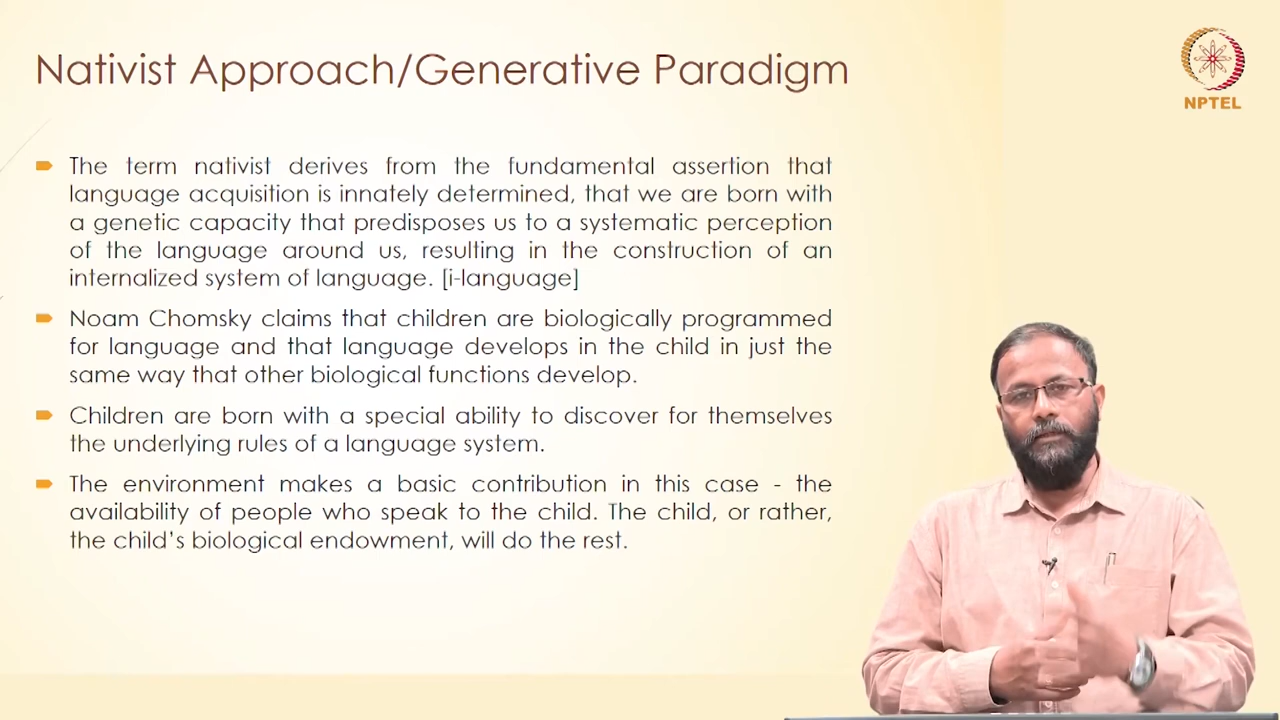 Nativist Approach/Generative Paradigm
NPTEL
The term nativist derives from the fundamental assertion that
language acquisition is innately determined, that we are born with
a genetic capacity that predisposes us to a systematic perception
of the language around us, resulting in the construction of an
internalized system of language. [i-language]
Noam Chomsky claims that children are biologically programmed
for language and that language develops in the child in just the
same way that other biological functions develop.
Children are born with a special ability to discover for themselves
the underlying rules of a language system.
The environment makes a basic contribution in this case - the
availability of people who speak to the child. The child, or rather,
the child's biological endowment, will do the rest.